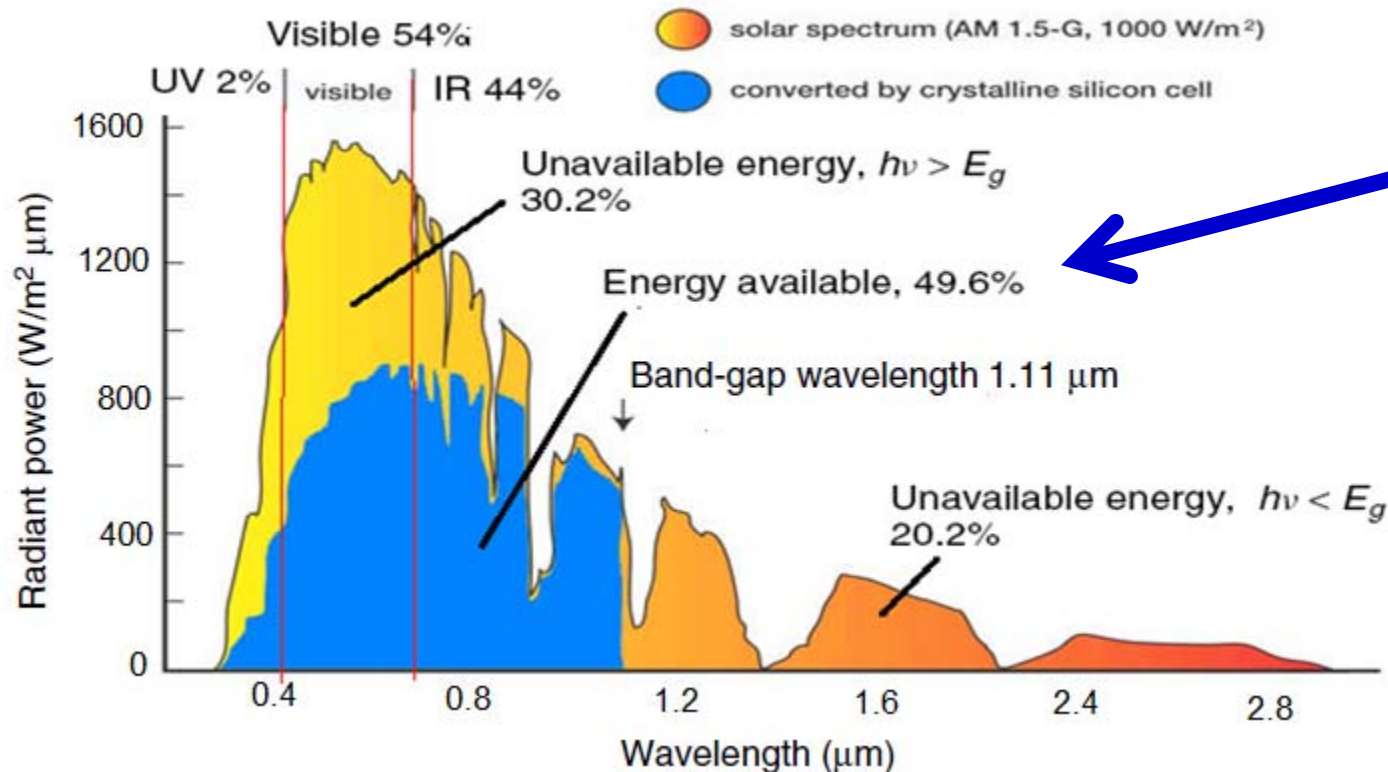 Visible 54%
UV 2%
visible
IR 44%
solar spectrum (AM 1.5-G, 1000 W/m²)
converted by crystalline silicon cell
Radiant power (W/m² μm)
1600
1200
800
400
0
Unavailable energy, hν > Eg
30.2%
Energy available, 49.6%
Band-gap wavelength 1.11 μm
Unavailable energy, hν < Eg
20.2%
0.4
0.8
1.2
1.6
2.4
2.8
Wavelength (μm)